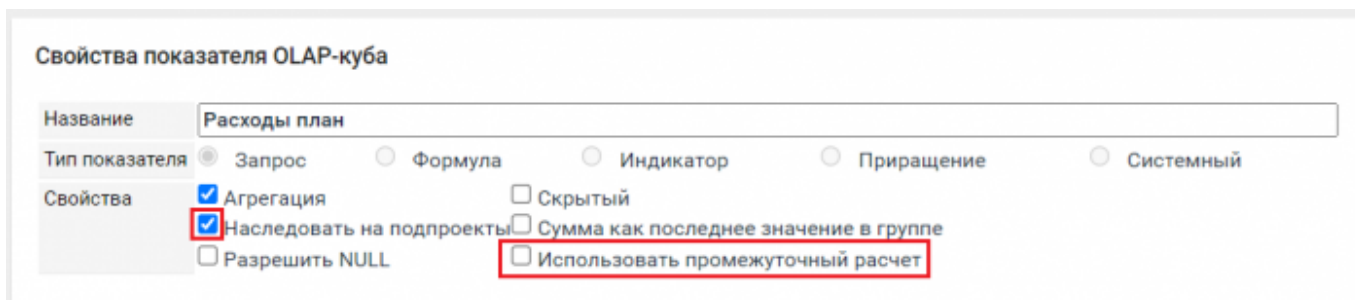 Свойства показателя OLAP-куба
Название Расходы план
Тип показателя Запрос Формула Индикатор Приращение Системный
Свойства Агрегация Скрытый
Наследовать на подпроекты Сумма как последнее значение в группе
Разрешить NULL Использовать промежуточный расчет